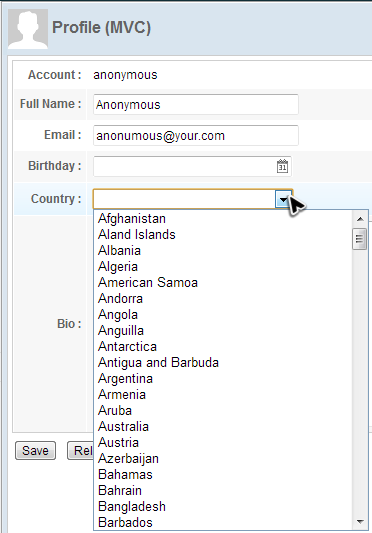 Profile (MVC)
Account : anonymous
Full Name : Anonymous
Email : anonumous@your.com
Birthday : 31
Country :
Afghanistan
Aland Islands
Albania
Algeria
American Samoa
Andorra
Angola
Anguilla
Antarctica
Antigua and Barbuda
Argentina
Armenia
Aruba
Australia
Austria
Azerbaijan
Bahamas
Bahrain
Bangladesh
Barbados
Bio :
Save Rel